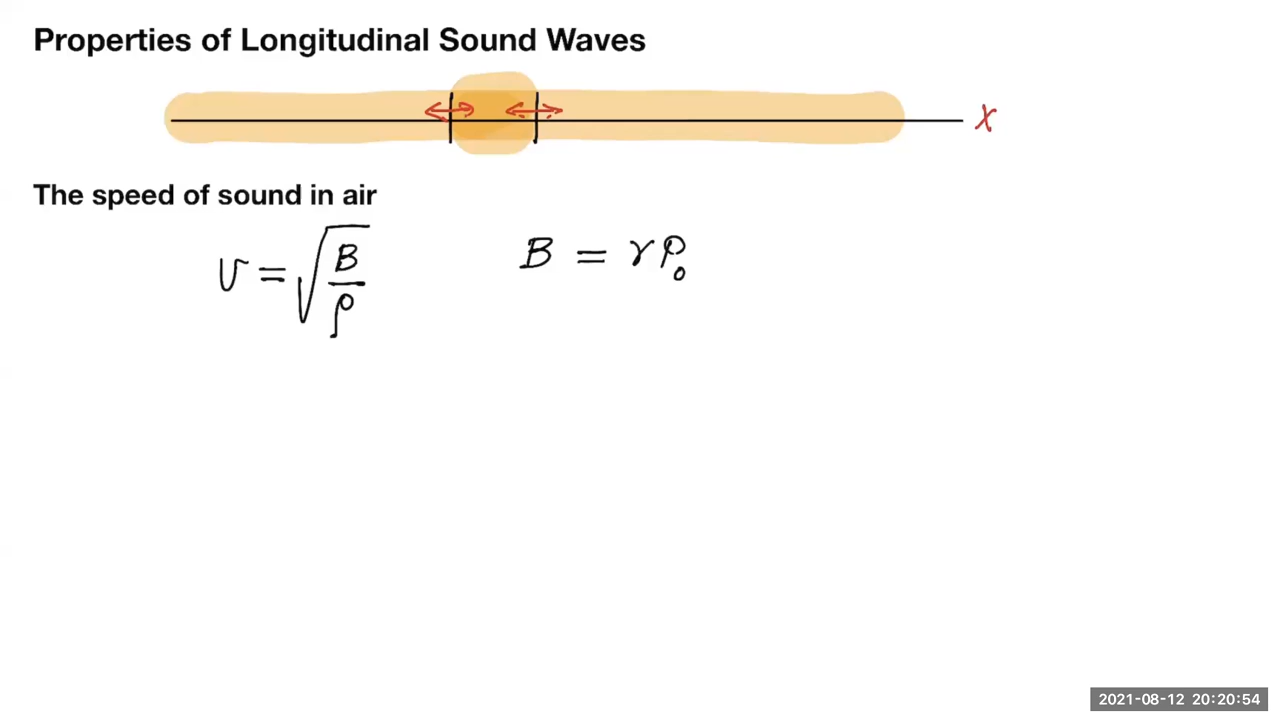 Properties of Longitudinal Sound Waves
x
The speed of sound in air
v = √(B/ρ)
B = γP₀
2021-08-12 20:20:54